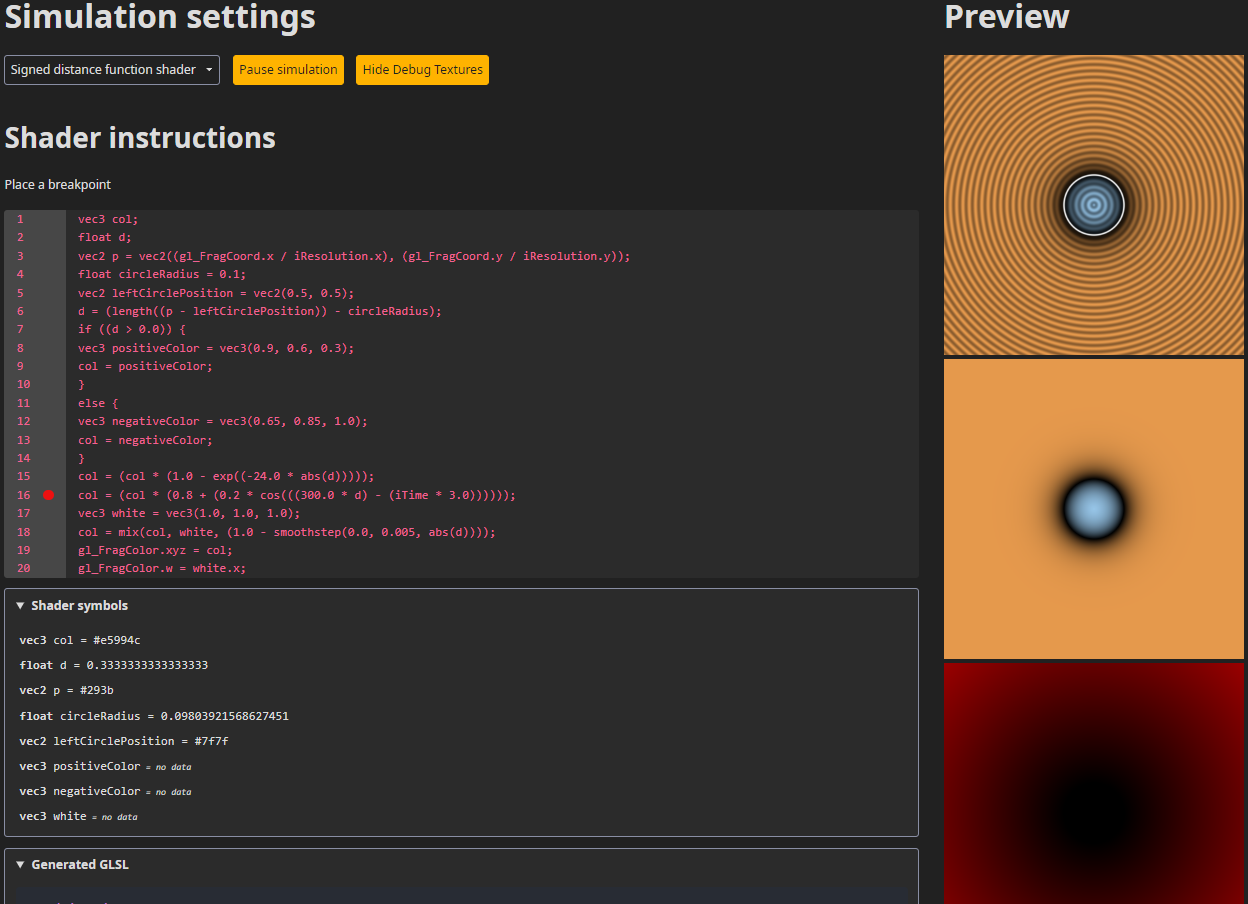 Simulation settings
Preview
Signed distance function shader
Pause simulation
Hide Debug Textures
Shader instructions
Place a breakpoint
1 vec3 col;
2 float d;
3 vec2 p = vec2((gl_FragCoord.x / iResolution.x), (gl_FragCoord.y / iResolution.y));
4 float circleRadius = 0.1;
5 vec2 leftCirclePosition = vec2(0.5, 0.5);
6 d = (length((p - leftCirclePosition)) - circleRadius);
7 if ((d > 0.0)) {
8 vec3 positiveColor = vec3(0.9, 0.6, 0.3);
9 col = positiveColor;
10 }
11 else {
12 vec3 negativeColor = vec3(0.65, 0.85, 1.0);
13 col = negativeColor;
14 }
15 col = (col * (1.0 - exp((-24.0 * abs(d)))));
16 col = (col * (0.8 + (0.2 * cos(((300.0 * d) - (iTime * 3.0))))));
17 vec3 white = vec3(1.0, 1.0, 1.0);
18 col = mix(col, white, (1.0 - smoothstep(0.0, 0.005, abs(d))));
19 gl_FragColor.xyz = col;
20 gl_FragColor.w = white.x;
▼ Shader symbols
vec3 col = #e5994c
float d = 0.3333333333333333
vec2 p = #293b
float circleRadius = 0.09803921568627451
vec2 leftCirclePosition = #7f7f
vec3 positiveColor = no data
vec3 negativeColor = no data
vec3 white = no data
▼ Generated GLSL